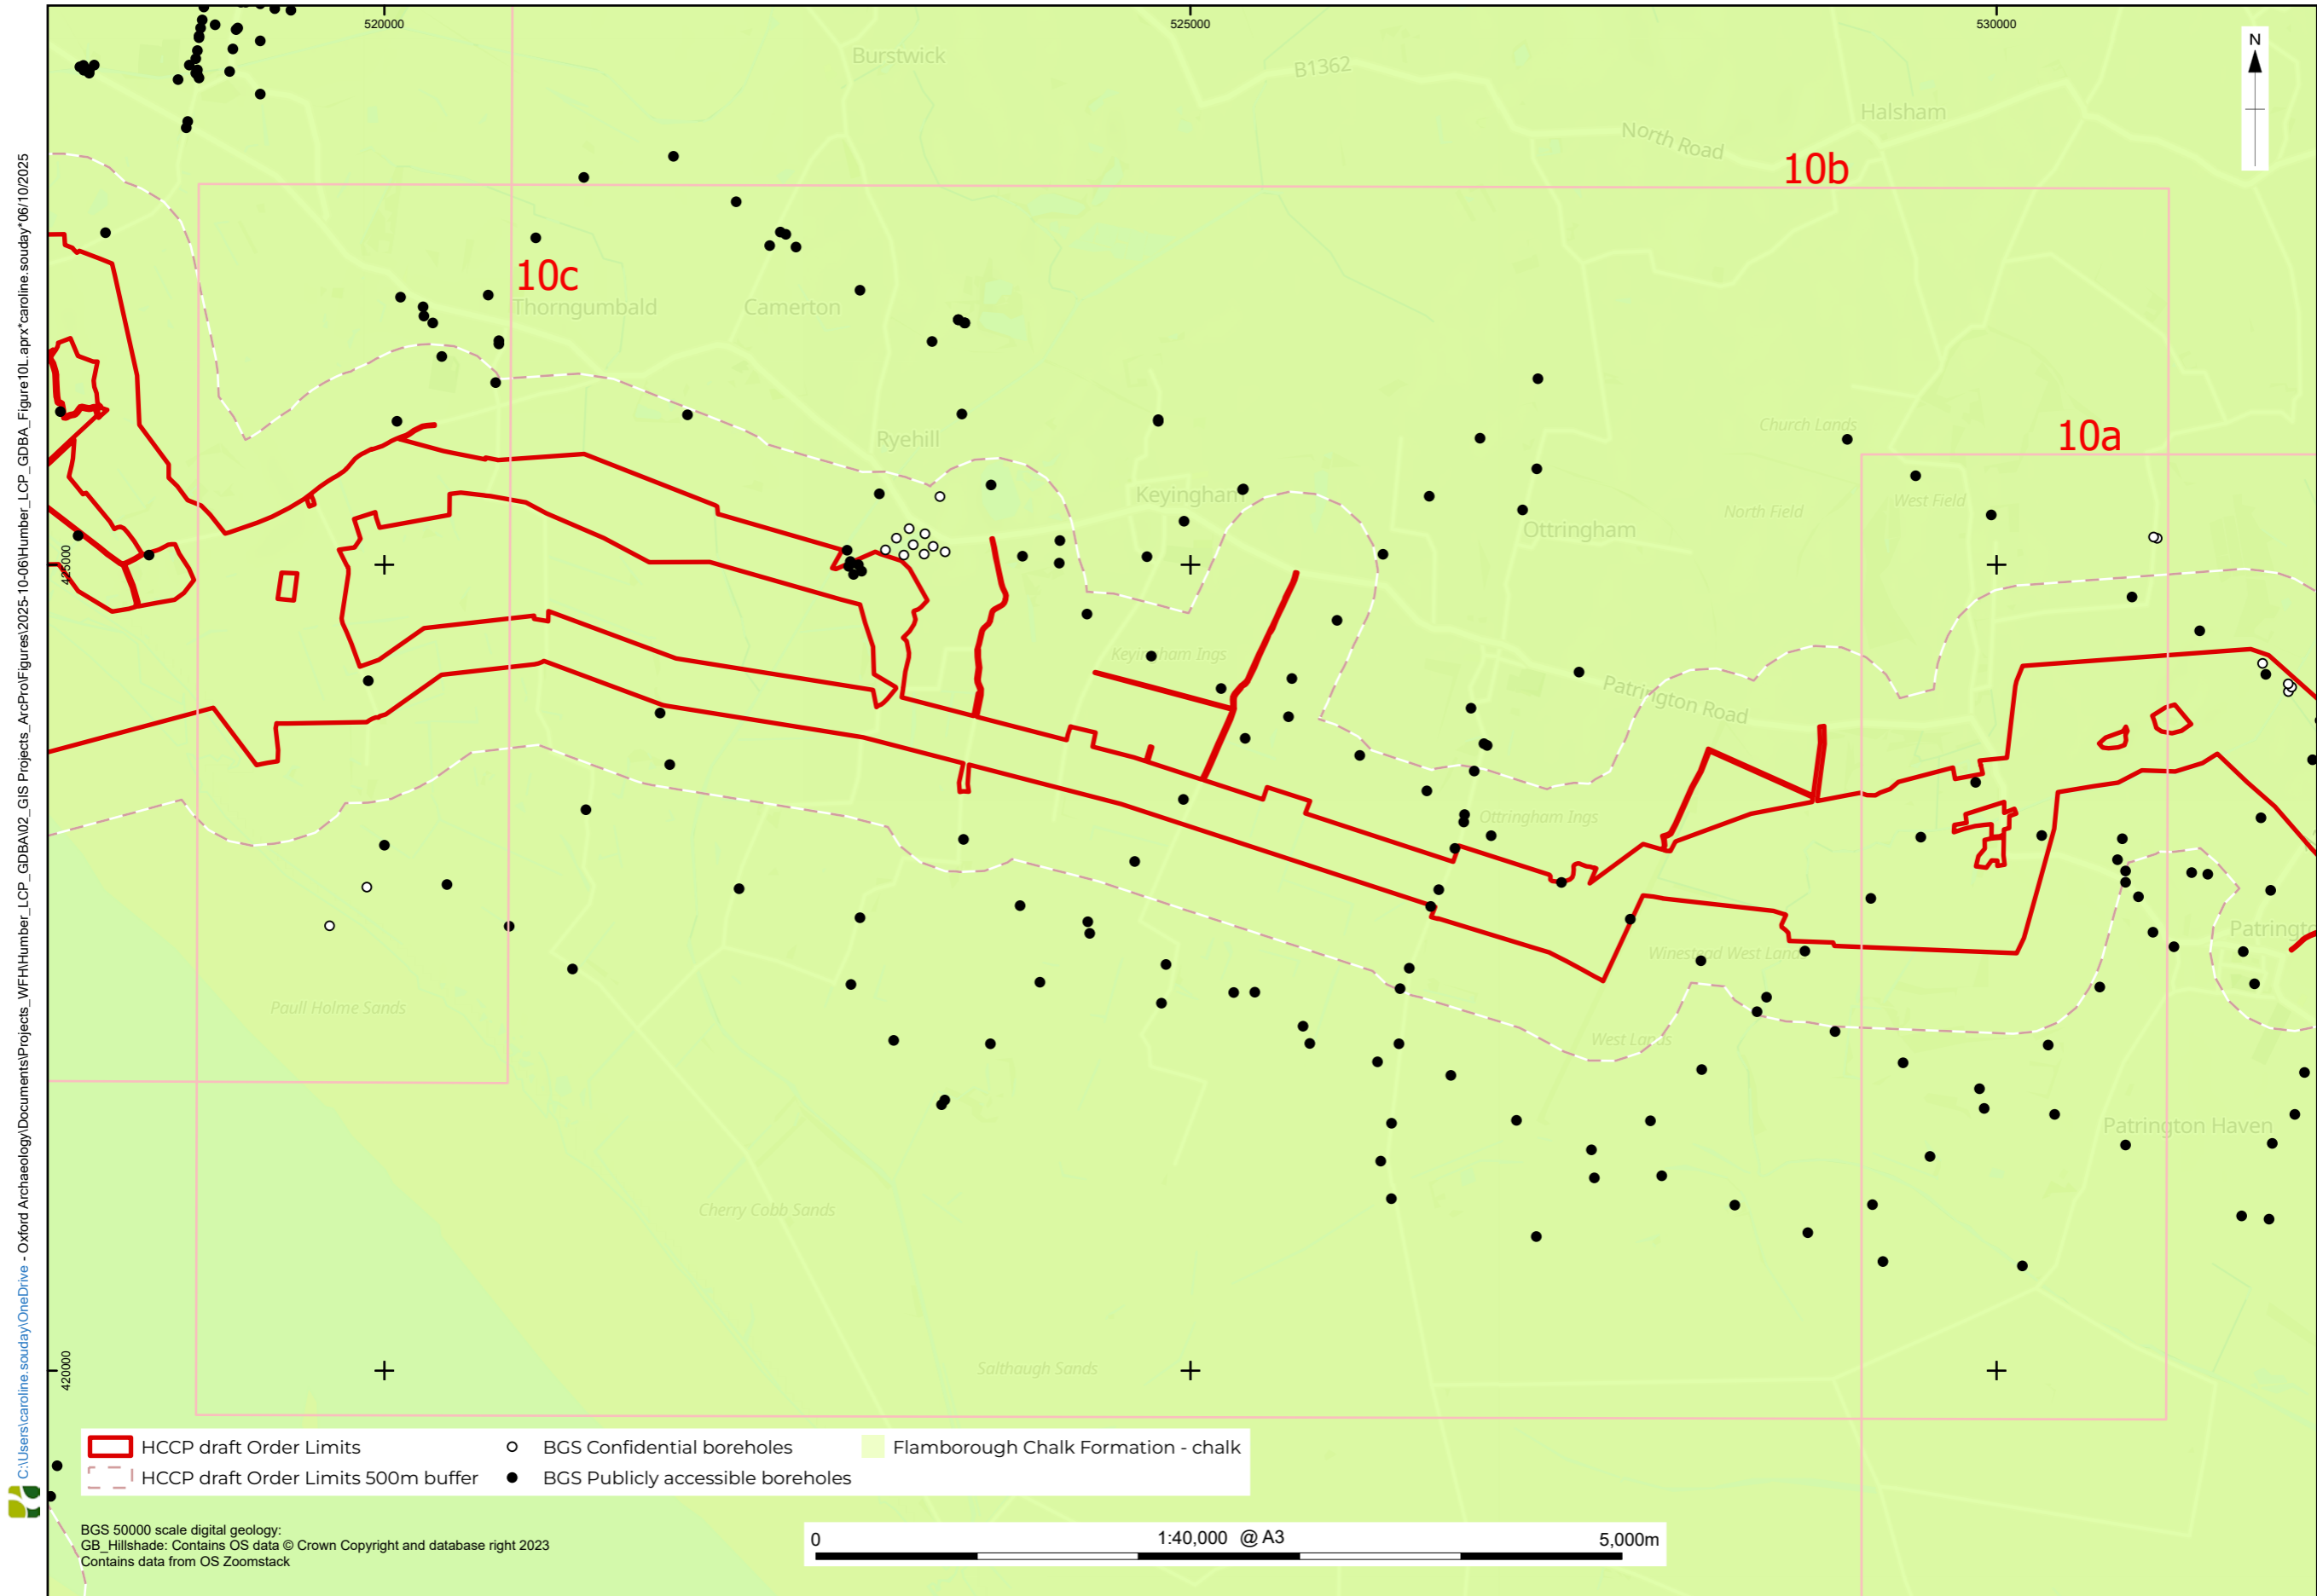 C:\Users\caroline.souday\OneDrive - Oxford Archaeology\Documents\Projects_WFH\Humber_LCP_GDBA\02_GIS Projects_ArcPro\Figures\2025-10-06\Humber_LCP_GDBA_Figure10L.aprx*caroline.souday*06/10/2025
520000
525000
530000
N
Burstwick
B1362
Halsham
North Road
10b
10c
Thorngumbald
Camerton
Church Lands
10a
Ryehill
Keyingham
West Field
North Field
Ottringham
425000
Keyingham Ings
Patrington Road
Ottringham Ings
Patringto
Winestead West Lands
Paull Holme Sands
West Lands
Patrington Haven
Cherry Cobb Sands
Salthaugh Sands
420000
HCCP draft Order Limits
BGS Confidential boreholes
Flamborough Chalk Formation - chalk
HCCP draft Order Limits 500m buffer
BGS Publicly accessible boreholes
BGS 50000 scale digital geology:
GB_Hillshade: Contains OS data © Crown Copyright and database right 2023
Contains data from OS Zoomstack
0 1:40,000 @ A3 5,000m